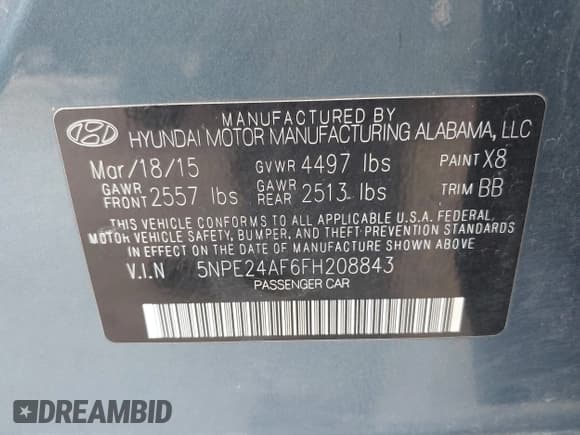 MANUFACTURED BY
HYUNDAI MOTOR MANUFACTURING ALABAMA, LLC
Mar/18/15 GVWR 4497 lbs PAINT X8
GAWR FRONT 2557 lbs GAWR REAR 2513 lbs TRIM BB
THIS VEHICLE CONFORMS TO ALL APPLICABLE U.S.A. FEDERAL
MOTOR VEHICLE SAFETY, BUMPER, AND THEFT PREVENTION STANDARDS
IN EFFECT ON THE DATE OF MANUFACTURE SHOWN ABOVE.
V.I.N 5NPE24AF6FH208843
PASSENGER CAR
DREAMBID